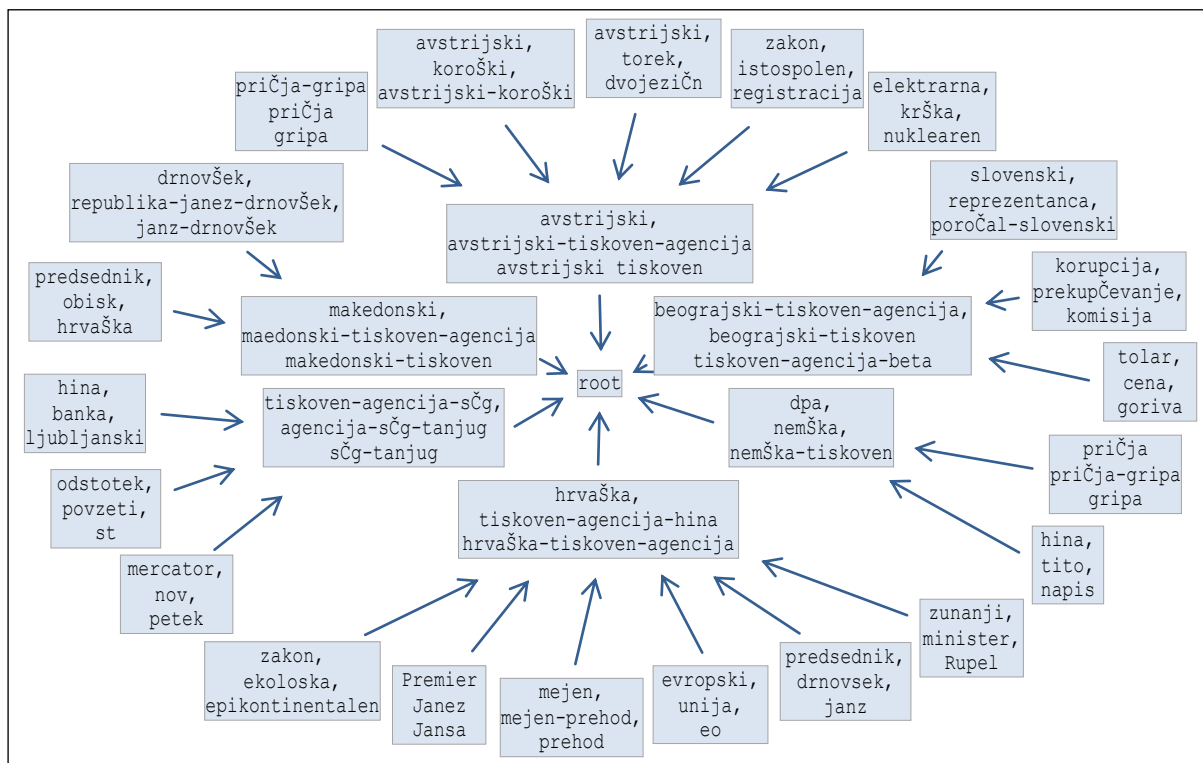 avstrijski,
koroŠki,
avstrijski-koroŠki
avstrijski,
torek,
dvojeziČn
zakon,
istospolen,
registracija
priČja-gripa
priČja
gripa
elektrarna,
krŠka,
nuklearen
drnovŠek,
republika-janez-drnovŠek,
janz-drnovŠek
slovenski,
reprezentanca,
poroČal-slovenski
avstrijski,
avstrijski-tiskoven-agencija
avstrijski tiskoven
predsednik,
obisk,
hrvaŠka
makedonski,
maedonski-tiskoven-agencija
makedonski-tiskoven
beograjski-tiskoven-agencija,
beograjski-tiskoven
tiskoven-agencija-beta
korupcija,
prekupČevanje,
komisija
root
hina,
banka,
ljubljanski
tiskoven-agencija-sČg,
agencija-sČg-tanjug
sČg-tanjug
dpa,
nemŠka,
nemŠka-tiskoven
tolar,
cena,
goriva
priČja
priČja-gripa
gripa
odstotek,
povzeti,
st
hrvaŠka,
tiskoven-agencija-hina
hrvaŠka-tiskoven-agencija
hina,
tito,
napis
mercator,
nov,
petek
zunanji,
minister,
Rupel
zakon,
ekoloska,
epikontinentalen
Premier
Janez
Jansa
mejen,
mejen-prehod,
prehod
evropski,
unija,
eo
predsednik,
drnovsek,
janz